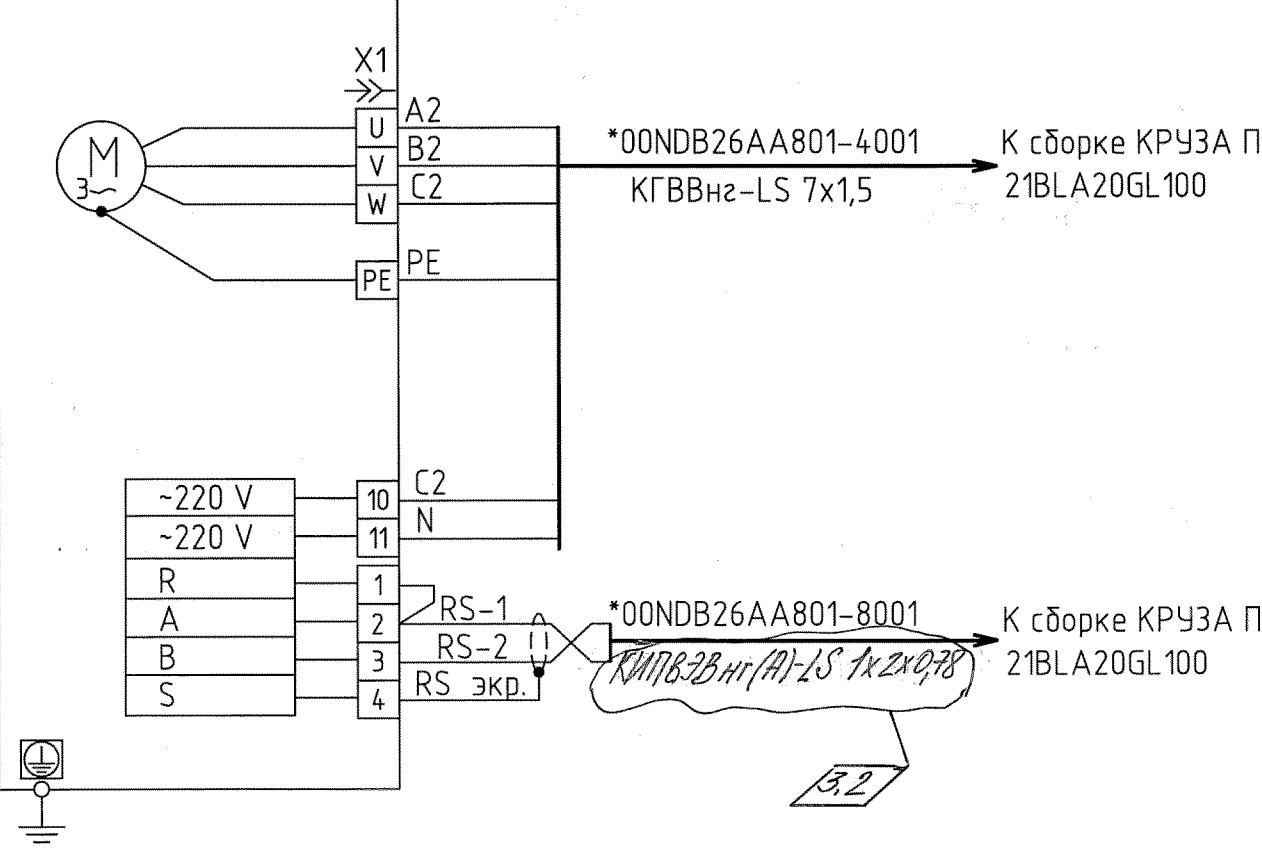 X1
M
3~
U
A2
V
B2
W
C2
PE
PE
*00NDB26AA801-4001
КГВВнг-LS 7x1,5
К сборке КРУЗА П
21BLA20GL100
~220 V
10
C2
~220 V
11
N
R
1
A
2
RS-1
B
3
RS-2
S
4
RS экр.
*00NDB26AA801-8001
КИПвЭВнг(А)-LS 1x2x0,78
К сборке КРУЗА П
21BLA20GL100
3.2